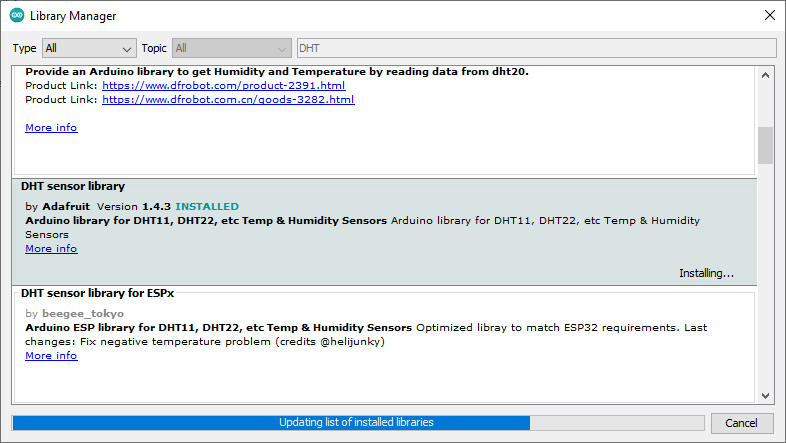 Library Manager
Type All Topic All DHT
Provide an Arduino library to get Humidity and Temperature by reading data from dht20.
Product Link: https://www.dfrobot.com/product-2391.html
Product Link: https://www.dfrobot.com.cn/goods-3282.html
More info
DHT sensor library
by Adafruit Version 1.4.3 INSTALLED
Arduino library for DHT11, DHT22, etc Temp & Humidity Sensors Arduino library for DHT11, DHT22, etc Temp & Humidity
Sensors
More info
Installing...
DHT sensor library for ESPx
by beegee_tokyo
Arduino ESP library for DHT11, DHT22, etc Temp & Humidity Sensors Optimized libray to match ESP32 requirements. Last
changes: Fix negative temperature problem (credits @helijunky)
More info
Updating list of installed libraries
Cancel